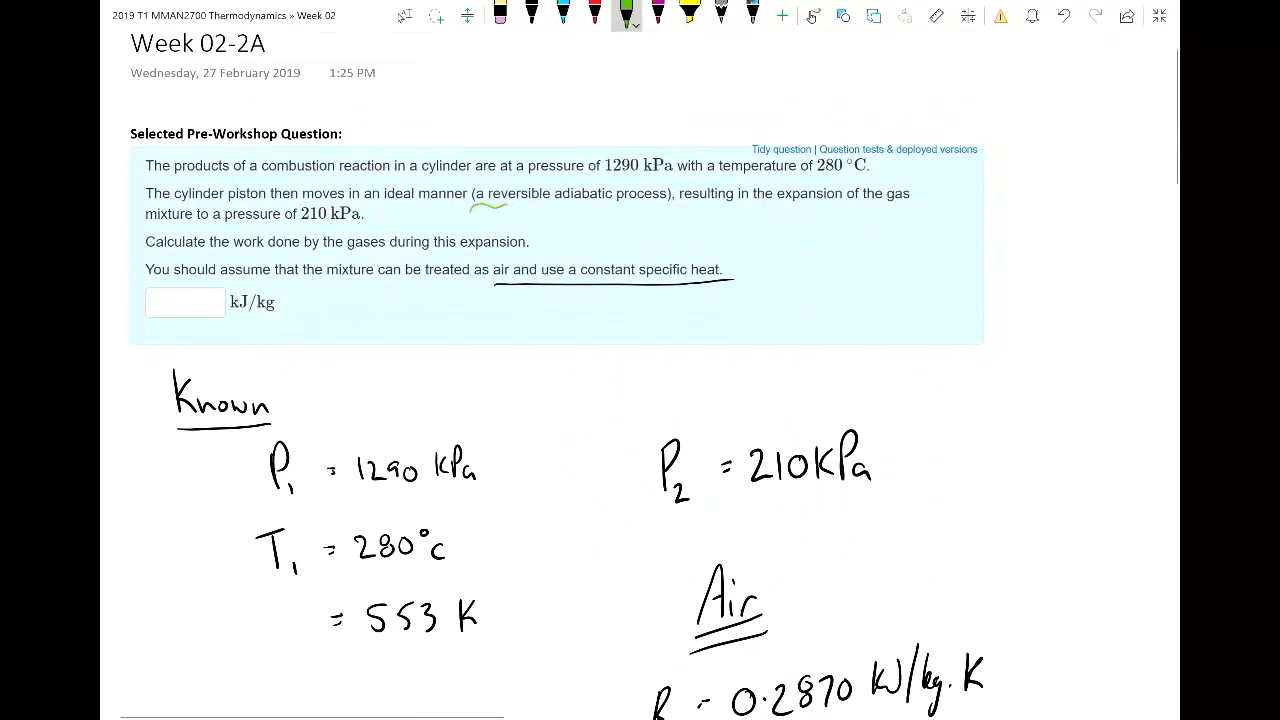 2019 T1 MMAN2700 Thermodynamics » Week 02
Week 02-2A
Wednesday, 27 February 2019 1:25 PM
Selected Pre-Workshop Question:
Tidy question | Question tests & deployed versions
The products of a combustion reaction in a cylinder are at a pressure of 1290 kPa with a temperature of 280 °C.
The cylinder piston then moves in an ideal manner (a reversible adiabatic process), resulting in the expansion of the gas
mixture to a pressure of 210 kPa.
Calculate the work done by the gases during this expansion.
You should assume that the mixture can be treated as air and use a constant specific heat.
kJ/kg
Known
P₁ = 1290 kPa
P₂ = 210kPa
T₁ = 280°C
= 553 K
Air
R = 0.2870 kJ/kg.K